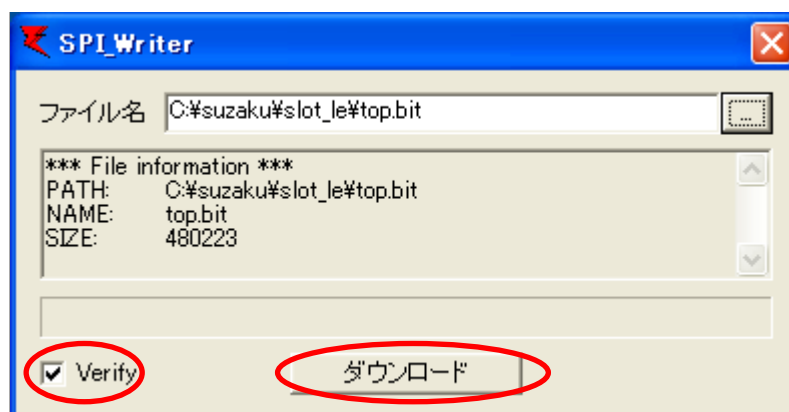 SPI_Writer
ファイル名 C:¥suzaku¥slot_le¥top.bit ...
*** File information ***
PATH: C:¥suzaku¥slot_le¥top.bit
NAME: top.bit
SIZE: 480223
Verify ダウンロード